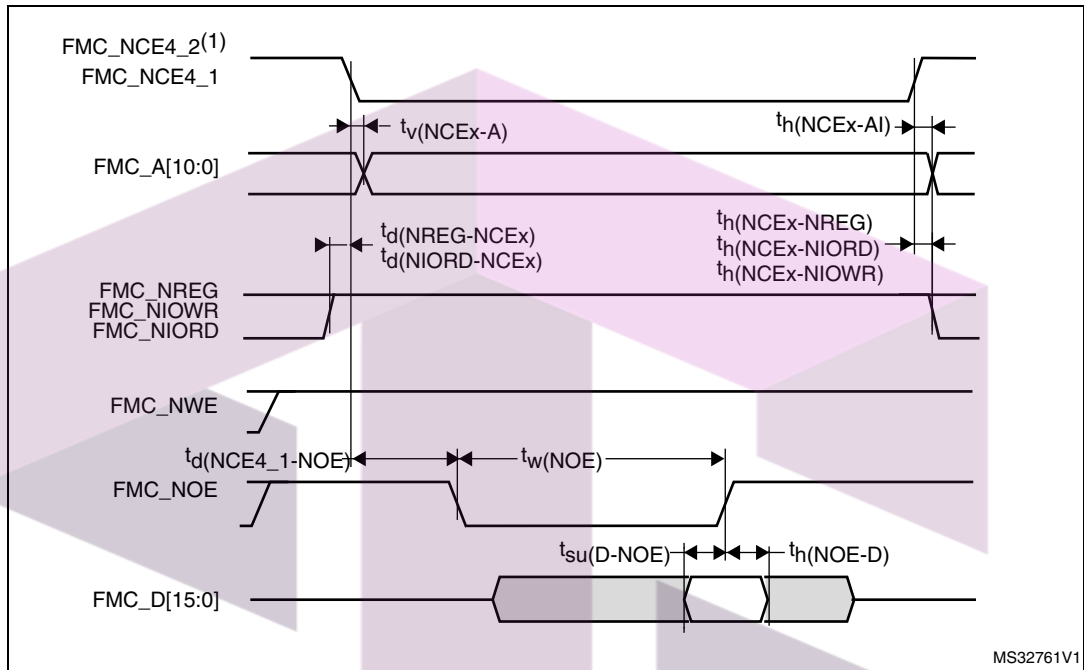 FMC_NCE4_2(1)
FMC_NCE4_1
tv(NCEx-A)
th(NCEx-AI)
FMC_A[10:0]
td(NREG-NCEx)
td(NIORD-NCEx)
th(NCEx-NREG)
th(NCEx-NIORD)
th(NCEx-NIOWR)
FMC_NREG
FMC_NIOWR
FMC_NIORD
FMC_NWE
td(NCE4_1-NOE)
tw(NOE)
FMC_NOE
tsu(D-NOE)
th(NOE-D)
FMC_D[15:0]
MS32761V1